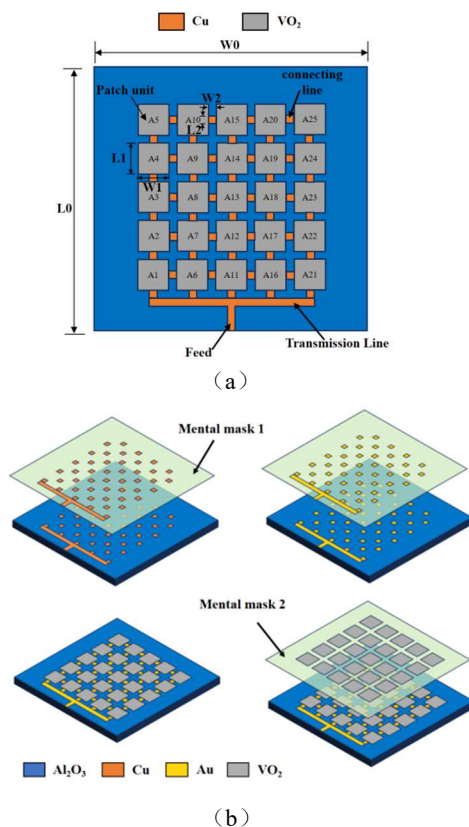 Cu VO₂
W0
Patch unit W2 connecting
line
A5 A10 A15 A20 A25
L2
L1 A4 A9 A14 A19 A24
W1
L0 A3 A8 A13 A18 A23
A2 A7 A12 A17 A22
A1 A6 A11 A16 A21
Feed Transmission Line
（a）
Mental mask 1
Mental mask 2
Al₂O₃ Cu Au VO₂
（b）